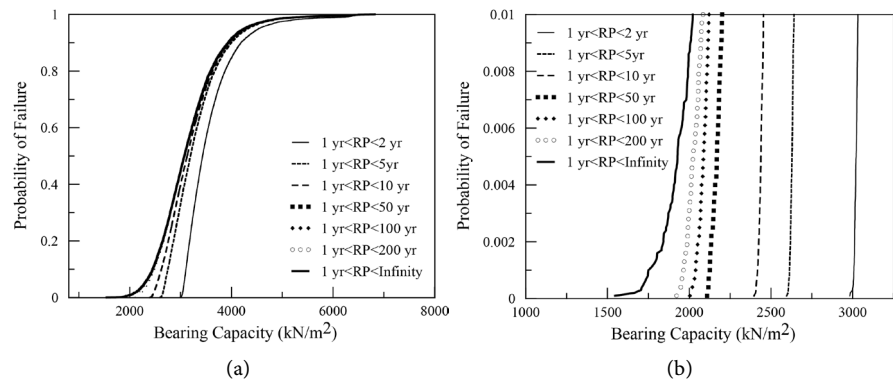 1
0.8
0.6
0.4
0.2
0
Probability of Failure
1 yr<RP<2 yr
1 yr<RP<5yr
1 yr<RP<10 yr
1 yr<RP<50 yr
1 yr<RP<100 yr
1 yr<RP<200 yr
1 yr<RP<Infinity
2000 4000 6000 8000
Bearing Capacity (kN/m2)
(a)
0.01
0.008
0.006
0.004
0.002
0
Probability of Failure
1 yr<RP<2 yr
1 yr<RP<5yr
1 yr<RP<10 yr
1 yr<RP<50 yr
1 yr<RP<100 yr
1 yr<RP<200 yr
1 yr<RP<Infinity
1000 1500 2000 2500 3000
Bearing Capacity (kN/m2)
(b)